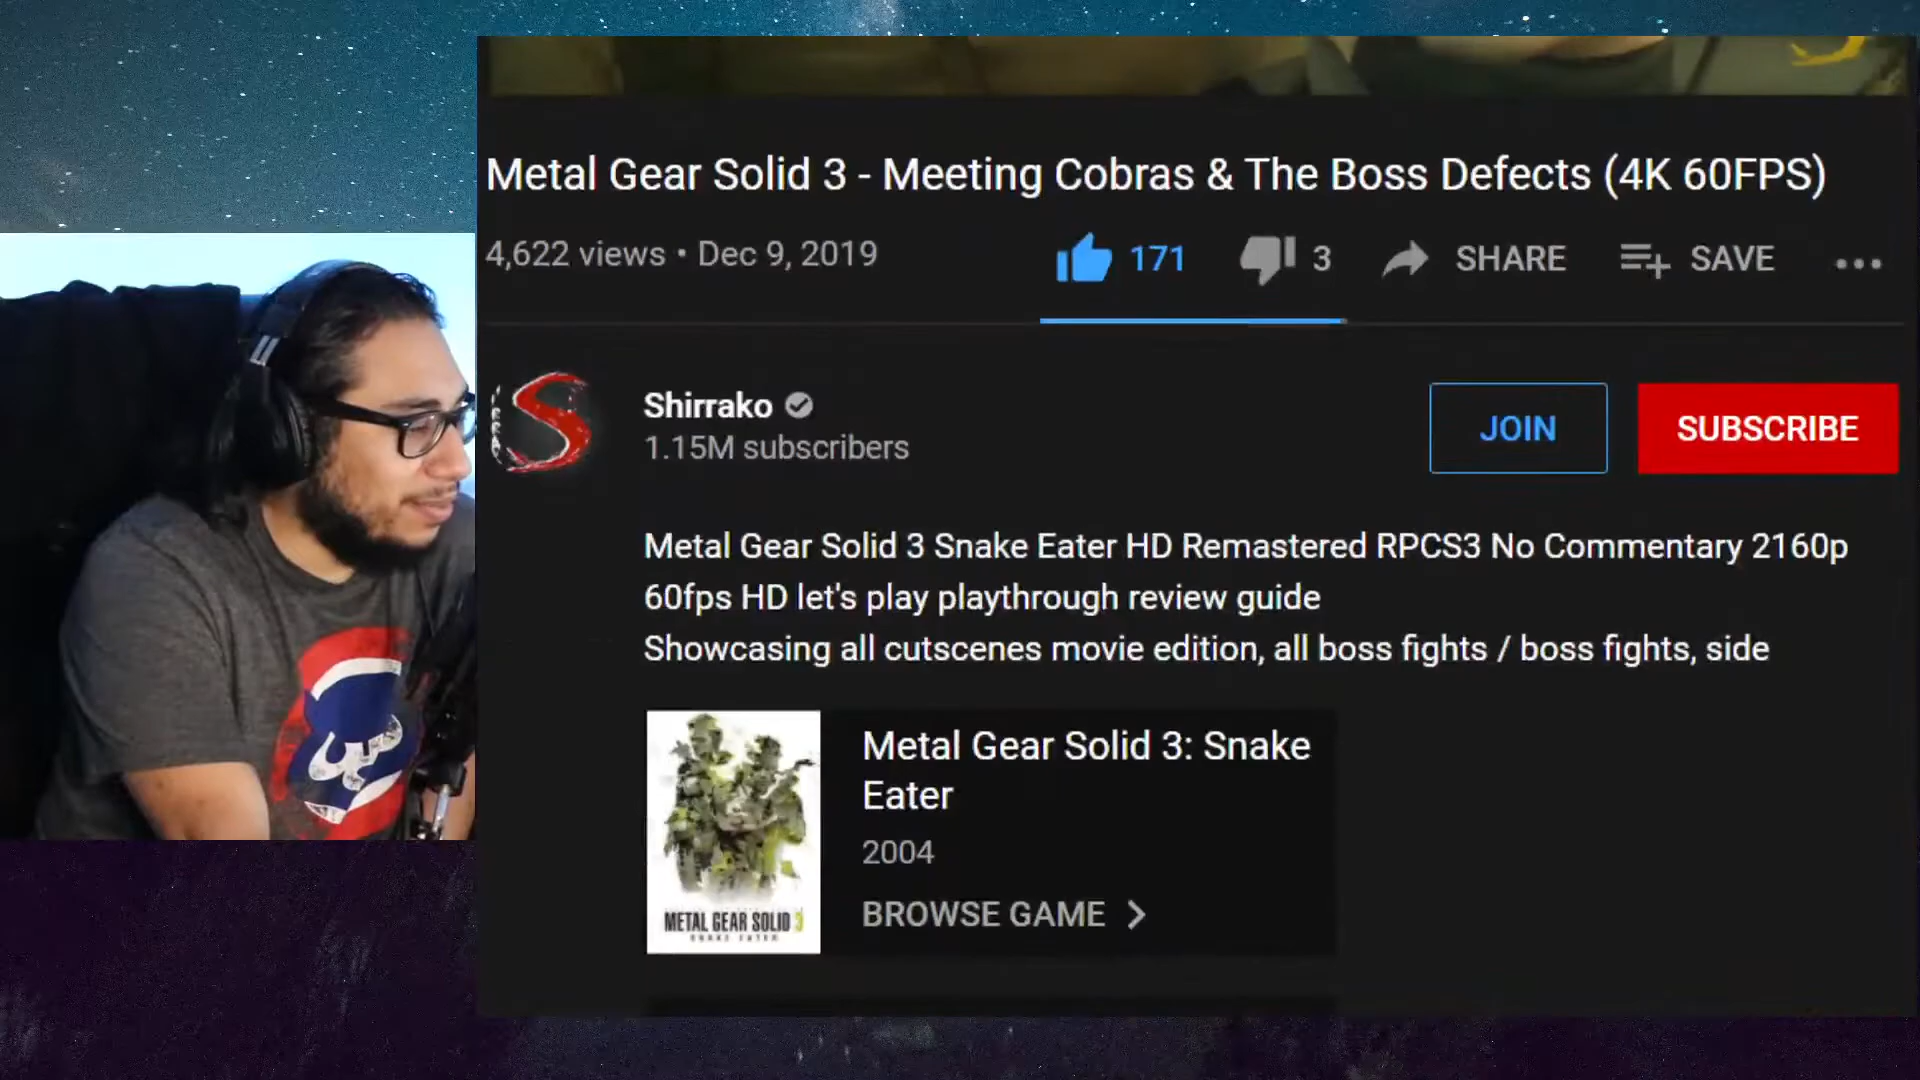 Metal Gear Solid 3 - Meeting Cobras & The Boss Defects (4K 60FPS)
4,622 views • Dec 9, 2019
171
3
SHARE
SAVE
Shirrako
1.15M subscribers
JOIN
SUBSCRIBE
Metal Gear Solid 3 Snake Eater HD Remastered RPCS3 No Commentary 2160p
60fps HD let's play playthrough review guide
Showcasing all cutscenes movie edition, all boss fights / boss fights, side
Metal Gear Solid 3: Snake
Eater
2004
BROWSE GAME
METAL GEAR SOLID 3
SNAKE EATER